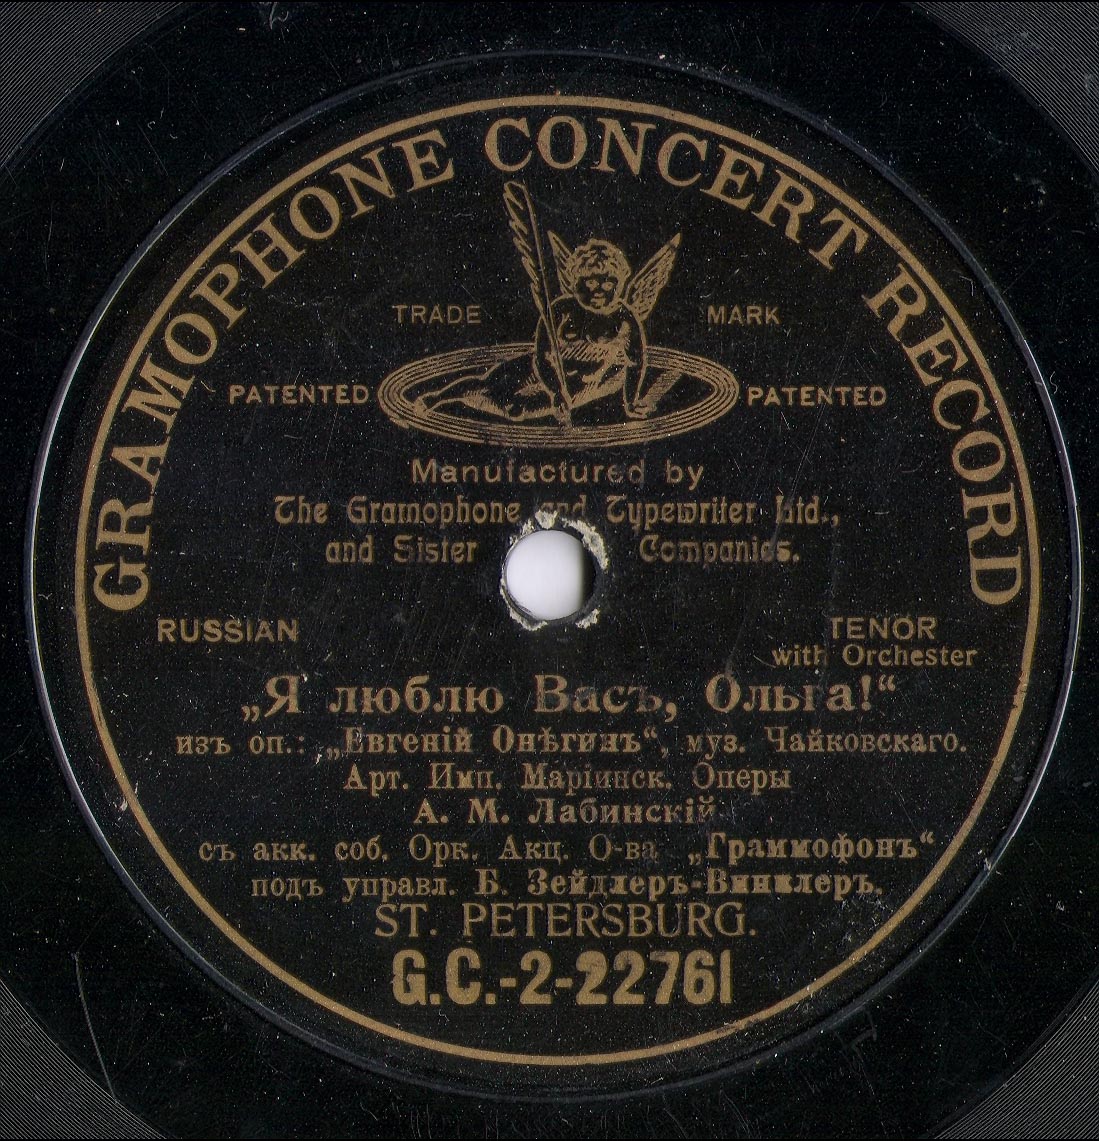 GRAMOPHONE CONCERT RECORD
TRADE MARK
PATENTED PATENTED
Manufactured by
The Gramophone and Typewriter Ltd.,
and Sister Companies.
RUSSIAN TENOR
with Orchester
„Я люблю Васъ, Ольга!“
изъ оп.: „Евгеній Онѣгинъ“, муз. Чайковскаго.
Арт. Имп. Маріинск. Оперы
А. М. Лабинскій
съ акк. соб. Орк. Акц. О-ва „Граммофонъ“
подъ управл. Б. Зейдлеръ-Винклеръ.
ST. PETERSBURG.
G.C.-2-22761